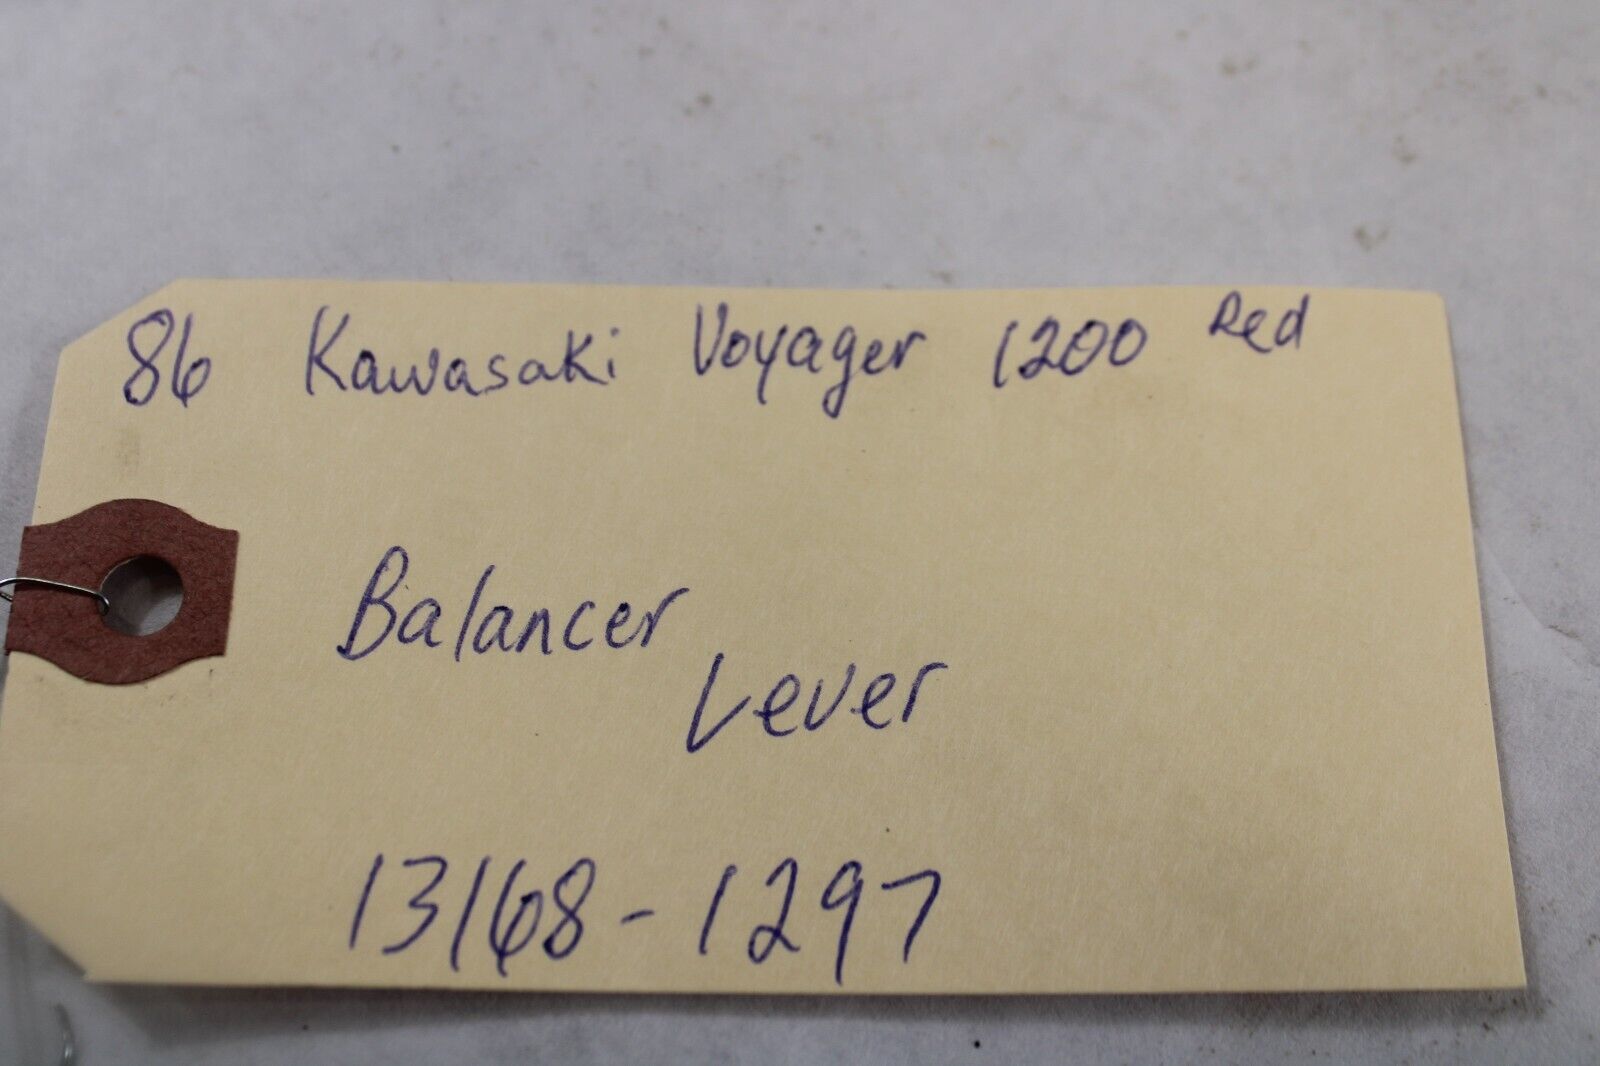 86 Kawasaki Voyager 1200 Red
Balancer
Lever
13168-1297